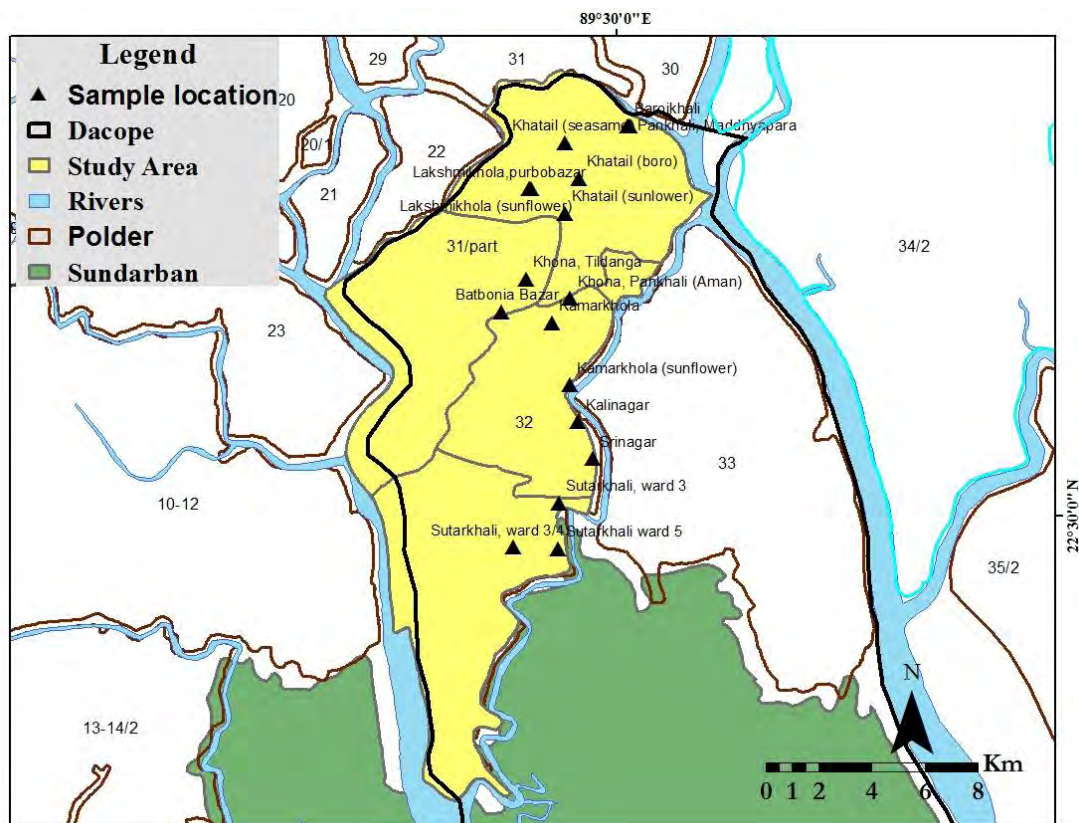 89°30'0"E
Legend
Sample location
Dacope
Study Area
Rivers
Polder
Sundarban
29
31
30
20
20/1
22
21
Baroikhali
Khatail (seasame)
Pankhali, Maddhyapara
Khatail (boro)
Lakshmikhola,purbobazar
Khatail (sunlower)
Lakshmikhola (sunflower)
31/part
34/2
Khona, Tildanga
Khona, Pankhali (Aman)
Batbonia Bazar
Kamarkhola
23
Kamarkhola (sunflower)
Kalinagar
32
Srinagar
33
Sutarkhali, ward 3
10-12
22°30'0"N
Sutarkhali, ward 3/4
Sutarkhali ward 5
35/2
N
13-14/2
Km
0 1 2 4 6 8